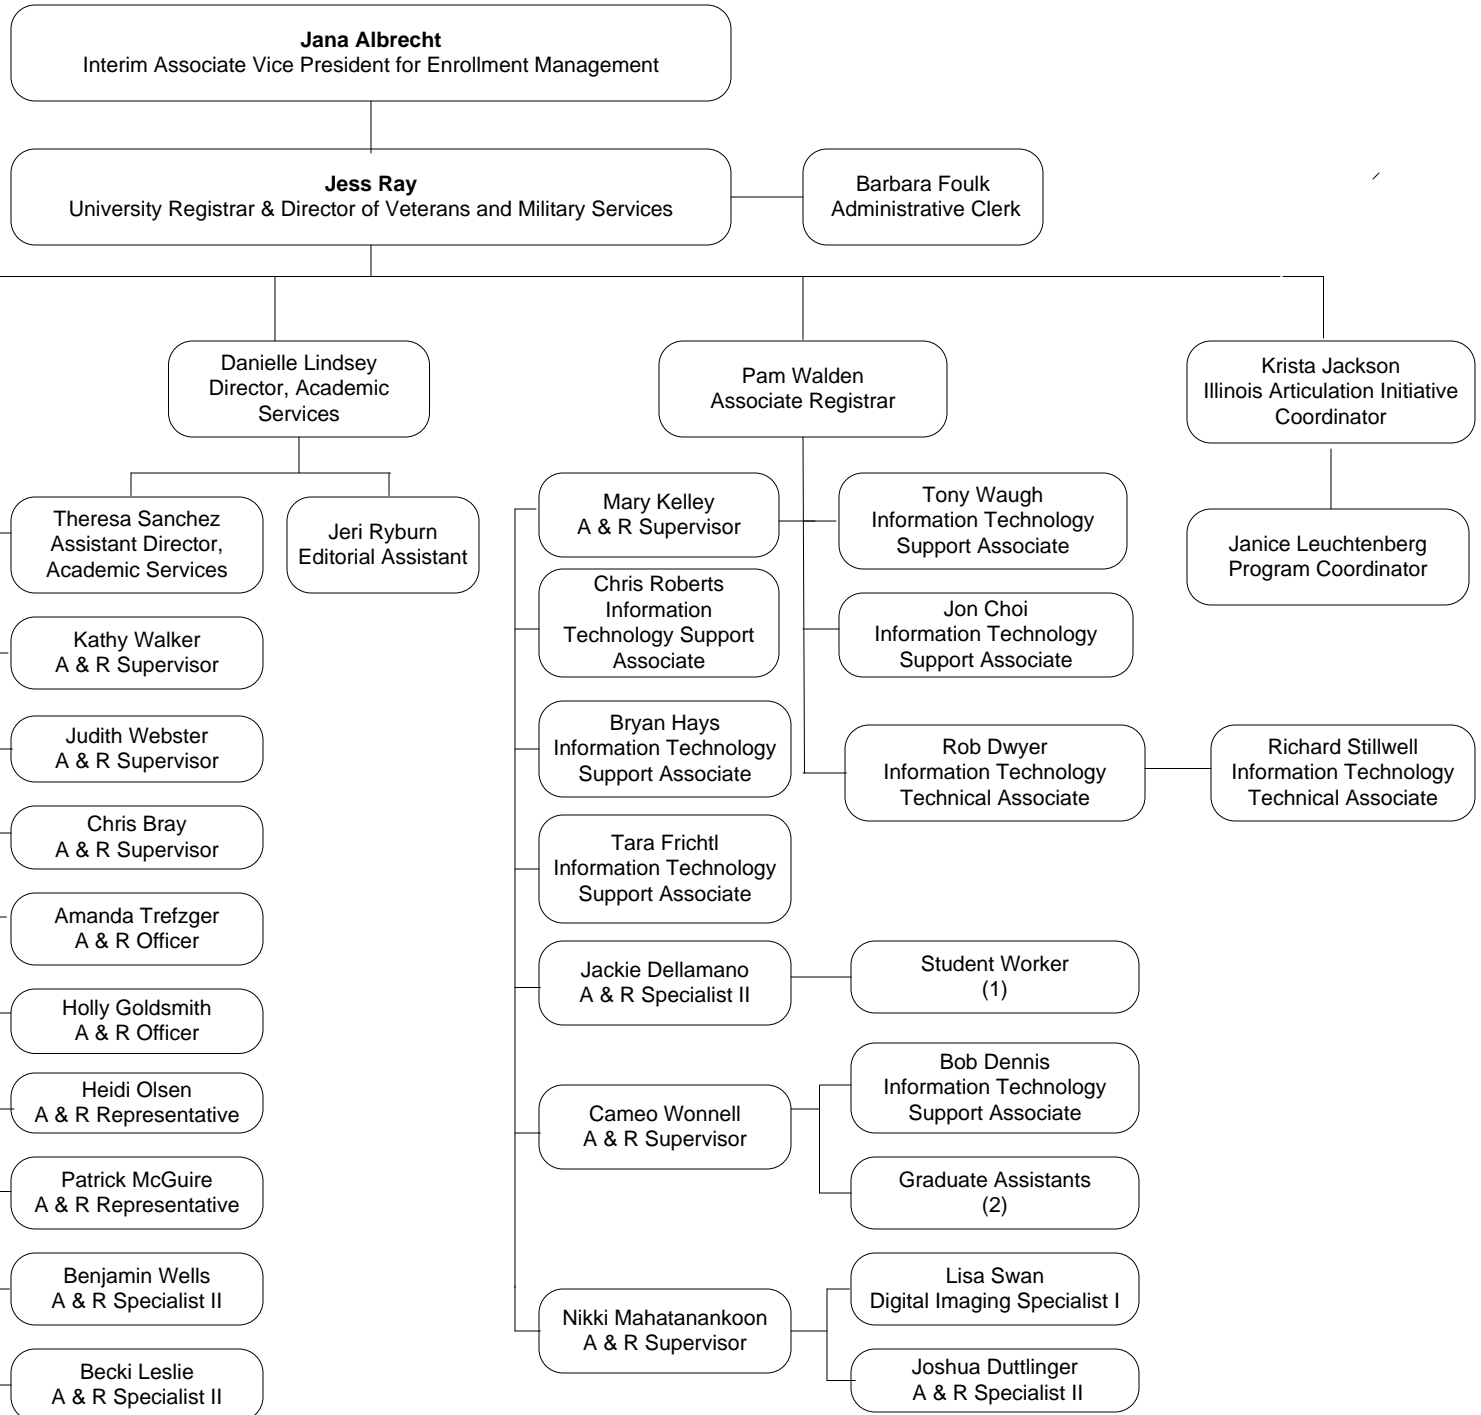 Jana Albrecht
Interim Associate Vice President for Enrollment Management
Jess Ray
University Registrar & Director of Veterans and Military Services
Barbara Foulk
Administrative Clerk
Danielle Lindsey
Director, Academic
Services
Pam Walden
Associate Registrar
Krista Jackson
Illinois Articulation Initiative
Coordinator
Theresa Sanchez
Assistant Director,
Academic Services
Jeri Ryburn
Editorial Assistant
Kathy Walker
A & R Supervisor
Judith Webster
A & R Supervisor
Chris Bray
A & R Supervisor
Amanda Trefzger
A & R Officer
Holly Goldsmith
A & R Officer
Heidi Olsen
A & R Representative
Patrick McGuire
A & R Representative
Benjamin Wells
A & R Specialist II
Becki Leslie
A & R Specialist II
Mary Kelley
A & R Supervisor
Chris Roberts
Information
Technology Support
Associate
Bryan Hays
Information Technology
Support Associate
Tara Frichtl
Information Technology
Support Associate
Jackie Dellamano
A & R Specialist II
Cameo Wonnell
A & R Supervisor
Nikki Mahatanankoon
A & R Supervisor
Tony Waugh
Information Technology
Support Associate
Jon Choi
Information Technology
Support Associate
Rob Dwyer
Information Technology
Technical Associate
Richard Stillwell
Information Technology
Technical Associate
Student Worker
(1)
Bob Dennis
Information Technology
Support Associate
Graduate Assistants
(2)
Lisa Swan
Digital Imaging Specialist I
Joshua Duttlinger
A & R Specialist II
Janice Leuchtenberg
Program Coordinator